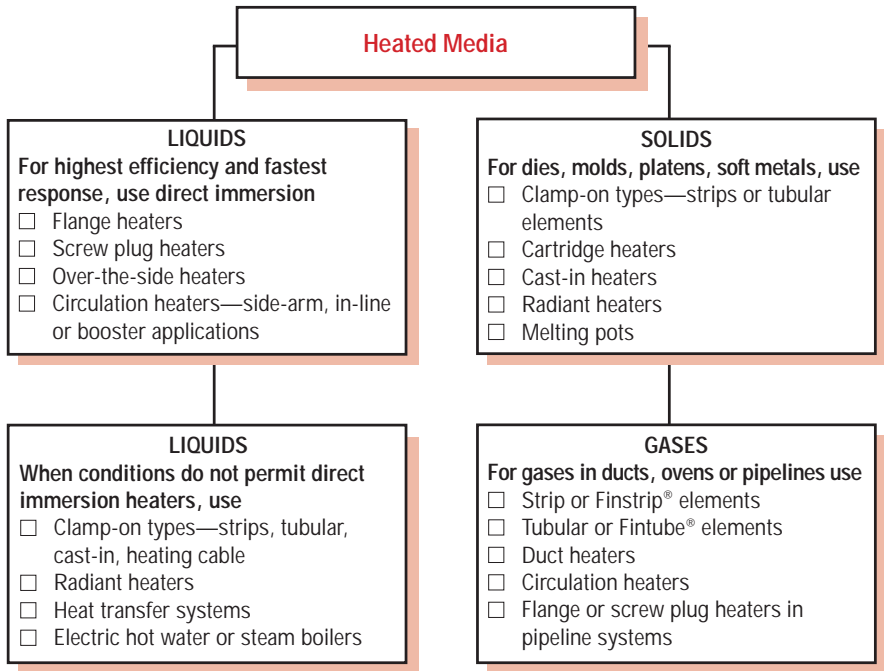 Heated Media
LIQUIDS
For highest efficiency and fastest
response, use direct immersion
☐ Flange heaters
☐ Screw plug heaters
☐ Over-the-side heaters
☐ Circulation heaters—side-arm, in-line
or booster applications
SOLIDS
For dies, molds, platens, soft metals, use
☐ Clamp-on types—strips or tubular
elements
☐ Cartridge heaters
☐ Cast-in heaters
☐ Radiant heaters
☐ Melting pots
LIQUIDS
When conditions do not permit direct
immersion heaters, use
☐ Clamp-on types—strips, tubular,
cast-in, heating cable
☐ Radiant heaters
☐ Heat transfer systems
☐ Electric hot water or steam boilers
GASES
For gases in ducts, ovens or pipelines use
☐ Strip or Finstrip® elements
☐ Tubular or Fintube® elements
☐ Duct heaters
☐ Circulation heaters
☐ Flange or screw plug heaters in
pipeline systems